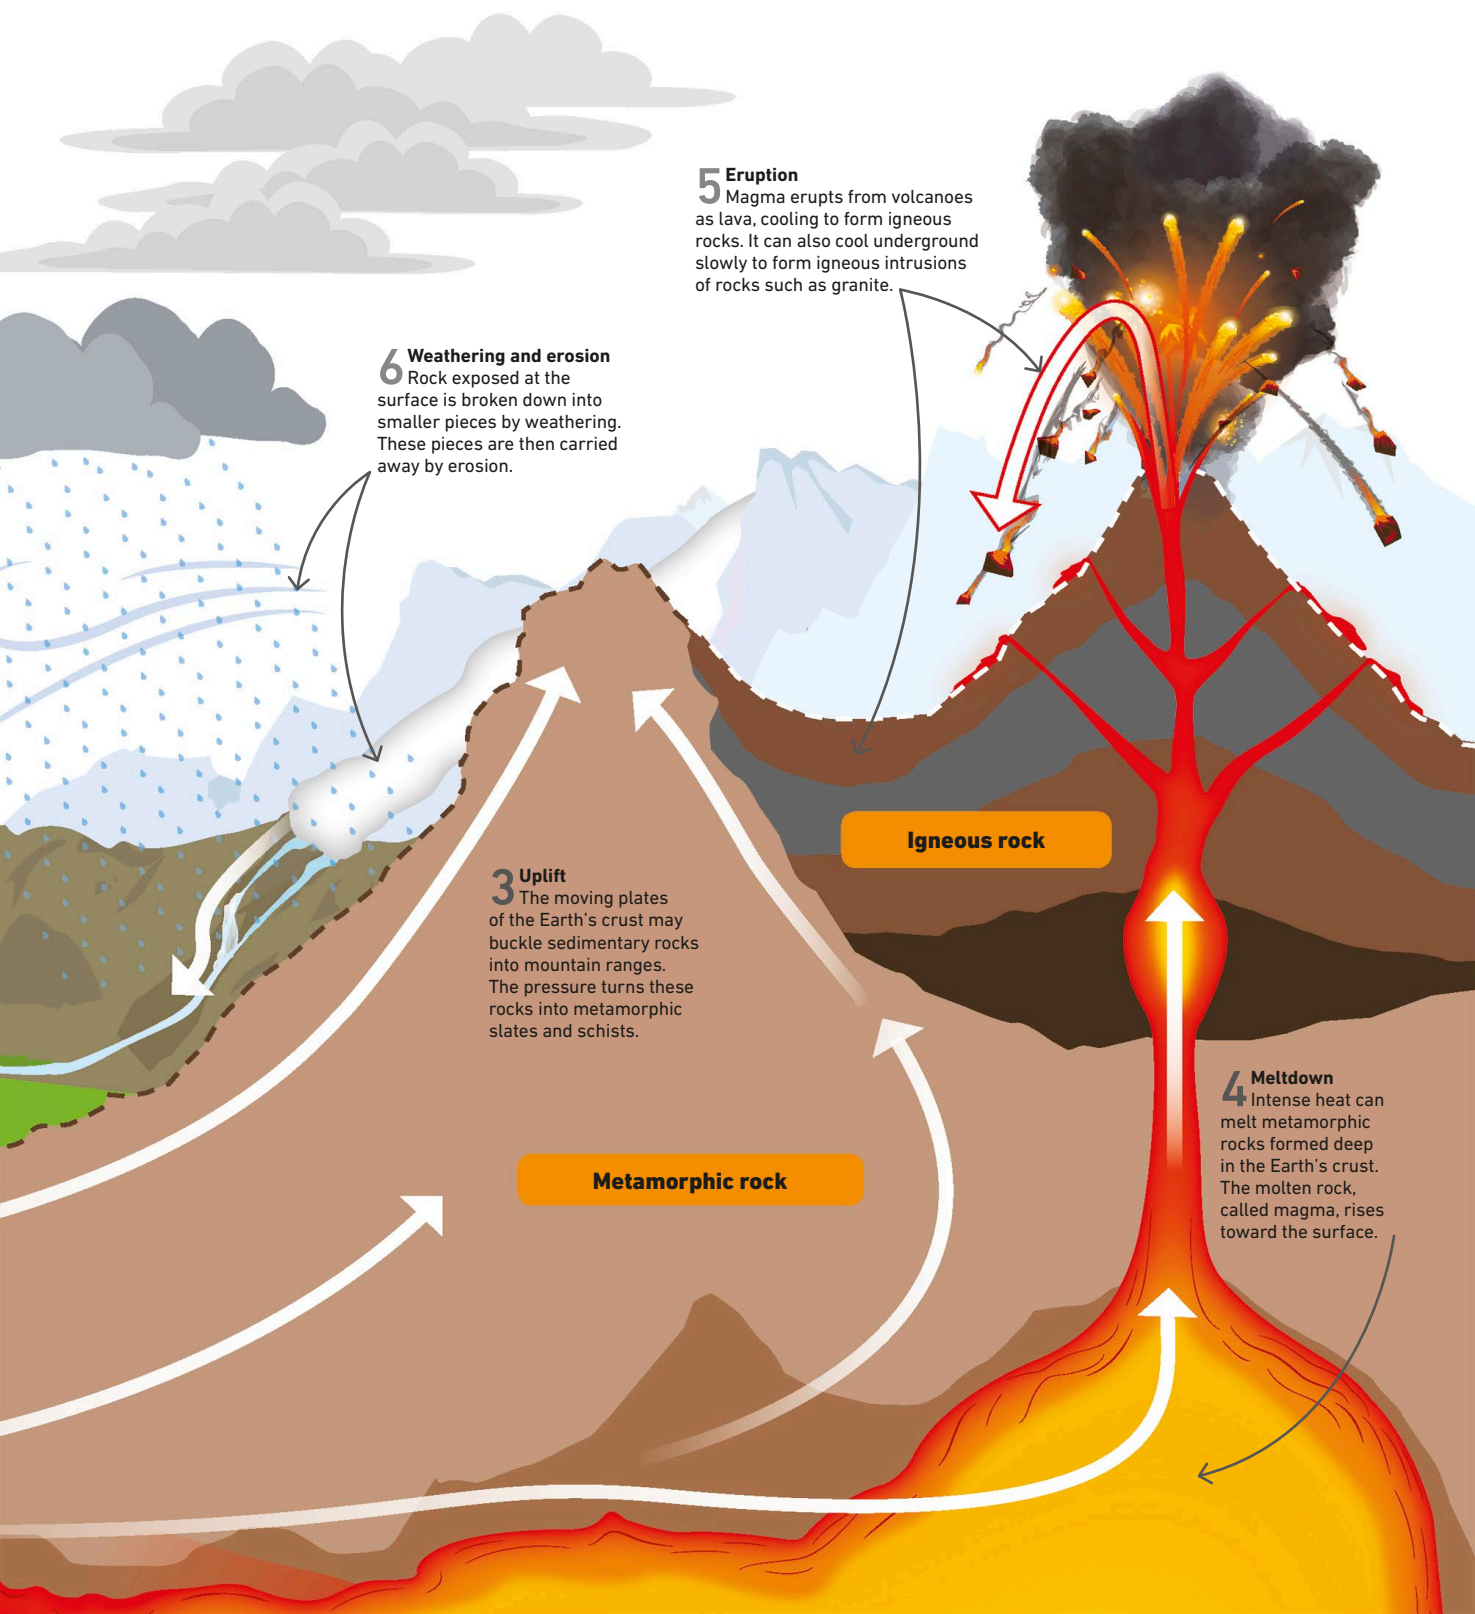 5 Eruption
Magma erupts from volcanoes
as lava, cooling to form igneous
rocks. It can also cool underground
slowly to form igneous intrusions
of rocks such as granite.
6 Weathering and erosion
Rock exposed at the
surface is broken down into
smaller pieces by weathering.
These pieces are then carried
away by erosion.
Igneous rock
3 Uplift
The moving plates
of the Earth's crust may
buckle sedimentary rocks
into mountain ranges.
The pressure turns these
rocks into metamorphic
slates and schists.
4 Meltdown
Intense heat can
melt metamorphic
rocks formed deep
in the Earth's crust.
The molten rock,
called magma, rises
toward the surface.
Metamorphic rock